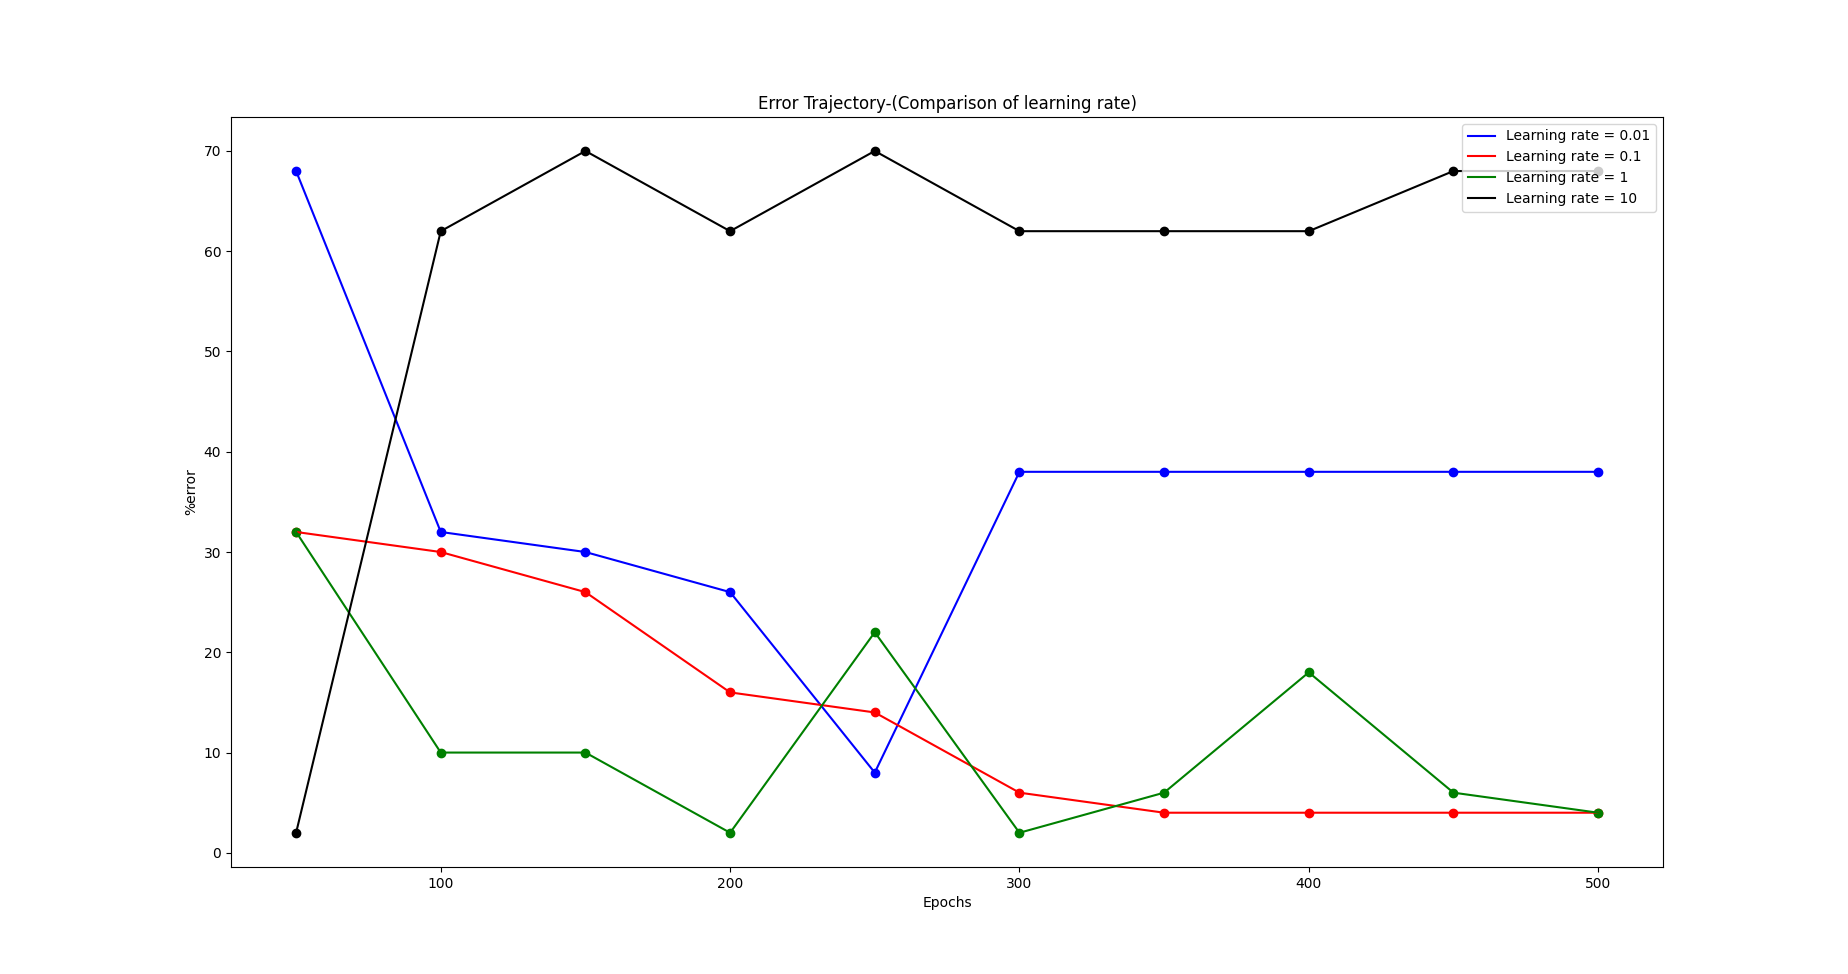 Error Trajectory-(Comparison of learning rate)
Learning rate = 0.01
Learning rate = 0.1
Learning rate = 1
Learning rate = 10
70
60
50
40
30
20
10
0
%error
100 200 300 400 500
Epochs